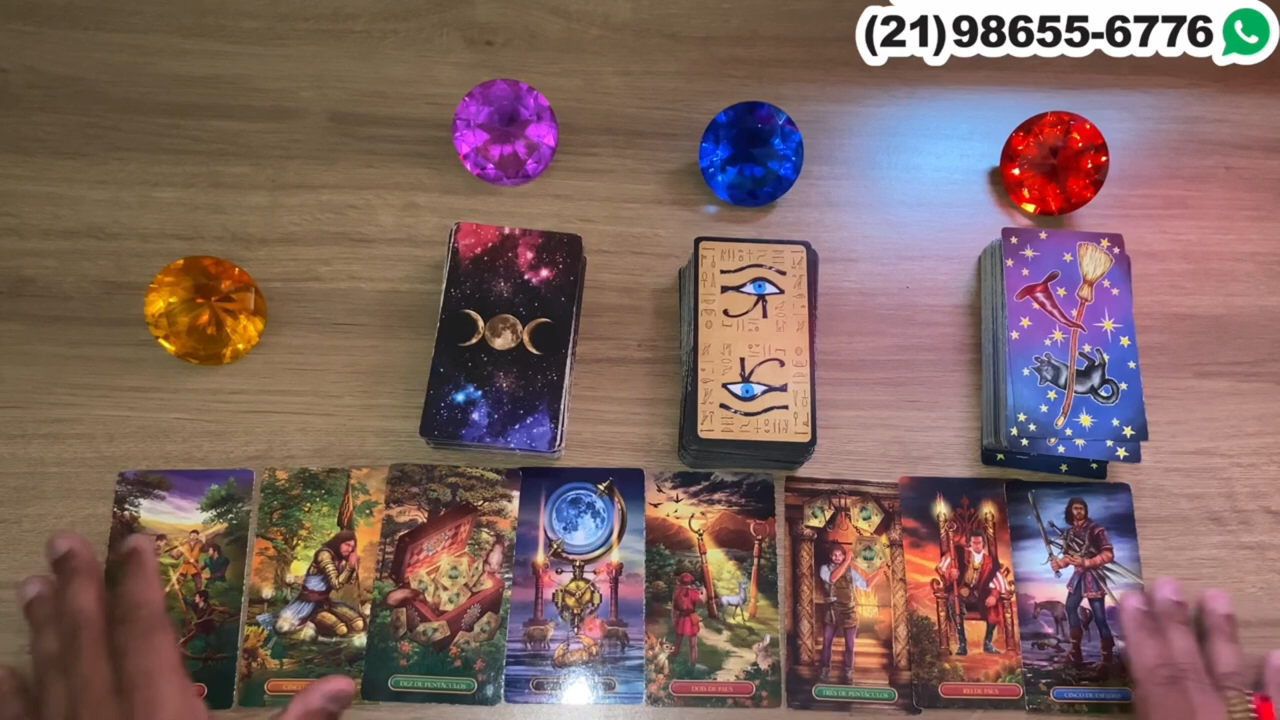 (21)98655-6776
DEZ DE PENTÁCULOS
DOIS DE PAUS
TRÊS DE PENTÁCULOS
REI DE PAUS
CINCO DE ESPADAS